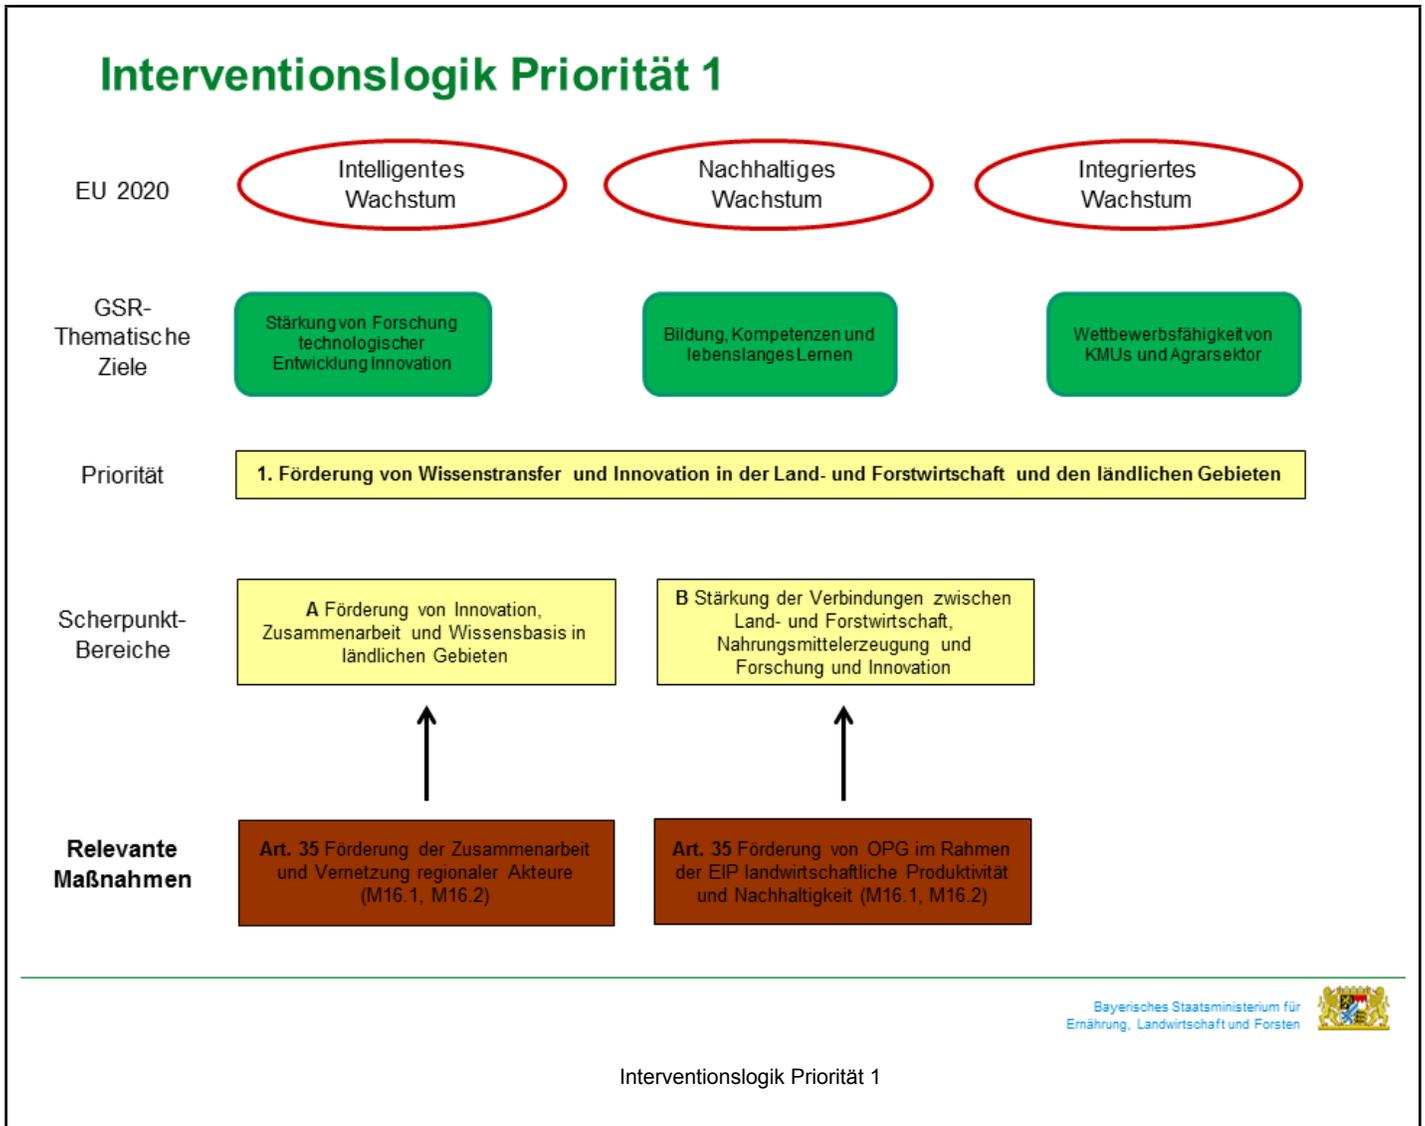 Interventionslogik Priorität 1
EU 2020
Intelligentes
Wachstum
Nachhaltiges
Wachstum
Integriertes
Wachstum
GSR-
Thematische
Ziele
Stärkung von Forschung
technologischer
Entwicklung Innovation
Bildung, Kompetenzen und
lebenslanges Lernen
Wettbewerbsfähigkeit von
KMUs und Agrarsektor
Priorität
1. Förderung von Wissenstransfer und Innovation in der Land- und Forstwirtschaft und den ländlichen Gebieten
Scherpunkt-
Bereiche
A Förderung von Innovation,
Zusammenarbeit und Wissensbasis in
ländlichen Gebieten
B Stärkung der Verbindungen zwischen
Land- und Forstwirtschaft,
Nahrungsmittelerzeugung und
Forschung und Innovation
Relevante
Maßnahmen
Art. 35 Förderung der Zusammenarbeit
und Vernetzung regionaler Akteure
(M16.1, M16.2)
Art. 35 Förderung von OPG im Rahmen
der EIP landwirtschaftliche Produktivität
und Nachhaltigkeit (M16.1, M16.2)
Bayerisches Staatsministerium für
Ernährung, Landwirtschaft und Forsten
Interventionslogik Priorität 1